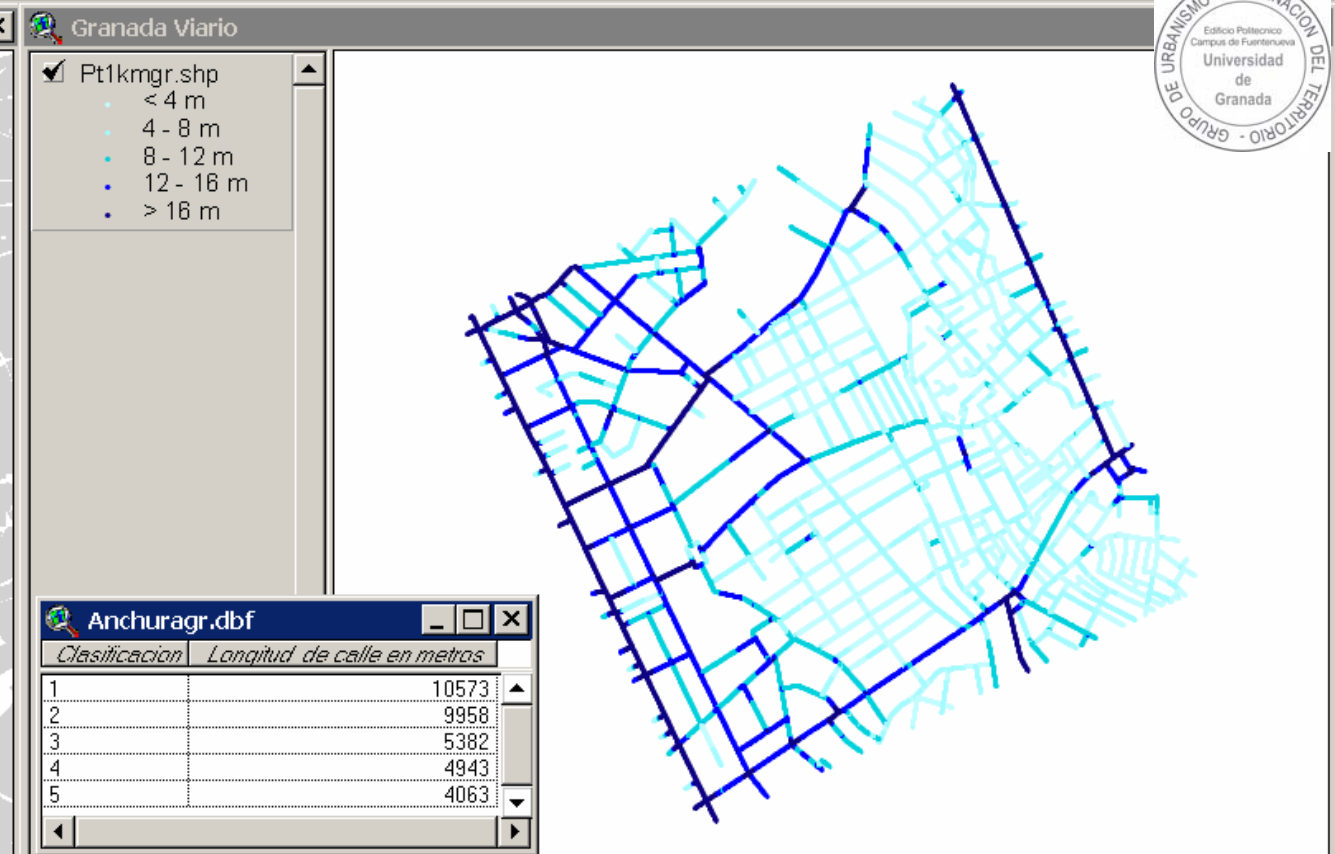 Granada Viario
Pt1kmgr.shp
< 4 m
4 - 8 m
8 - 12 m
12 - 16 m
> 16 m
Anchuragr.dbf
Clasificacion Longitud de calle en metros
1 10573
2 9958
3 5382
4 4943
5 4063
DE URBANISMO
NACION DEL TERRITORIO - GRUPO
Edificio Politecnico
Campus de Fuentenueva
Universidad
de
Granada